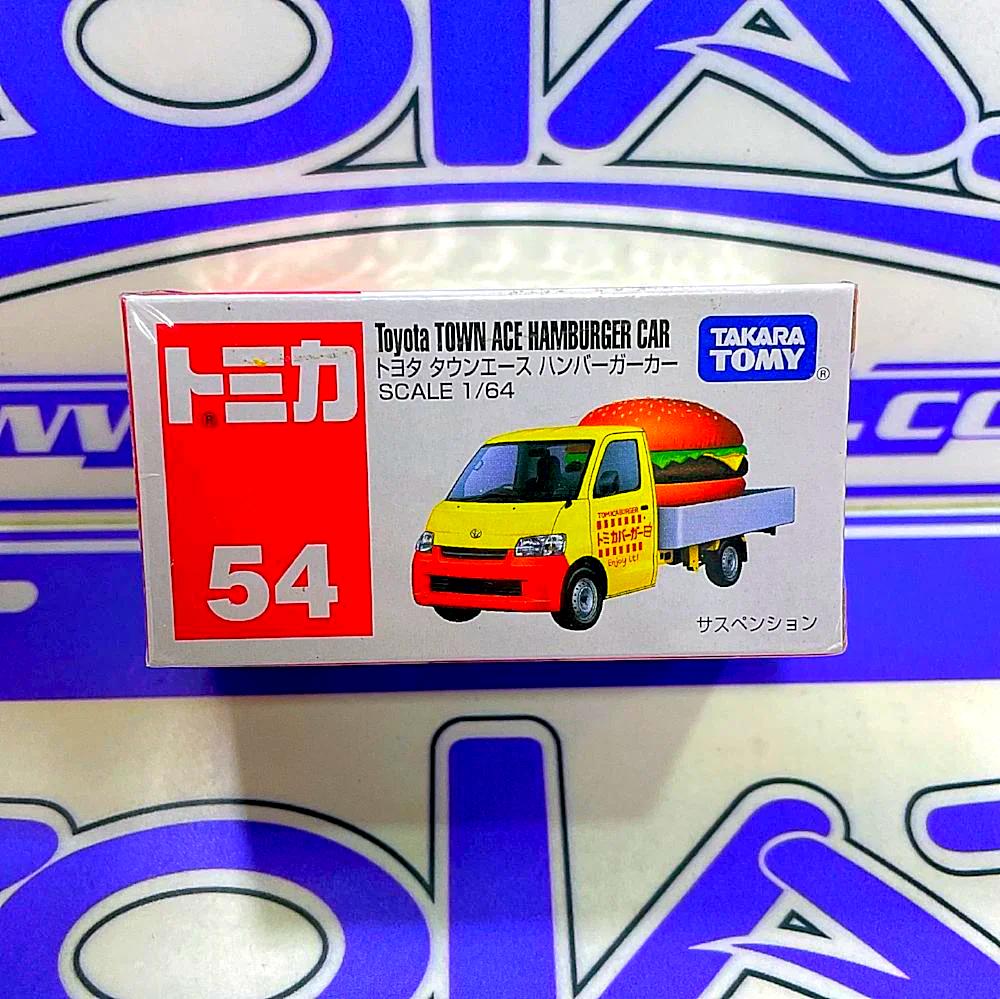 トミカ
®
54
Toyota TOWN ACE HAMBURGER CAR
トヨタ タウンエース ハンバーガーカー
SCALE 1/64
TAKARA
TOMY
®
TOMICABURGER
トミカバーガー
Enjoy it!
サスペンション